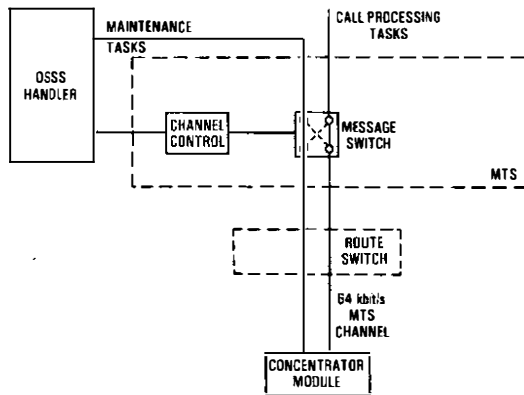 MAINTENANCE
TASKS
CALL PROCESSING
TASKS
OSSS
HANDLER
CHANNEL
CONTROL
MESSAGE
SWITCH
MTS
ROUTE
SWITCH
64 kbit/s
MTS
CHANNEL
CONCENTRATOR
MODULE